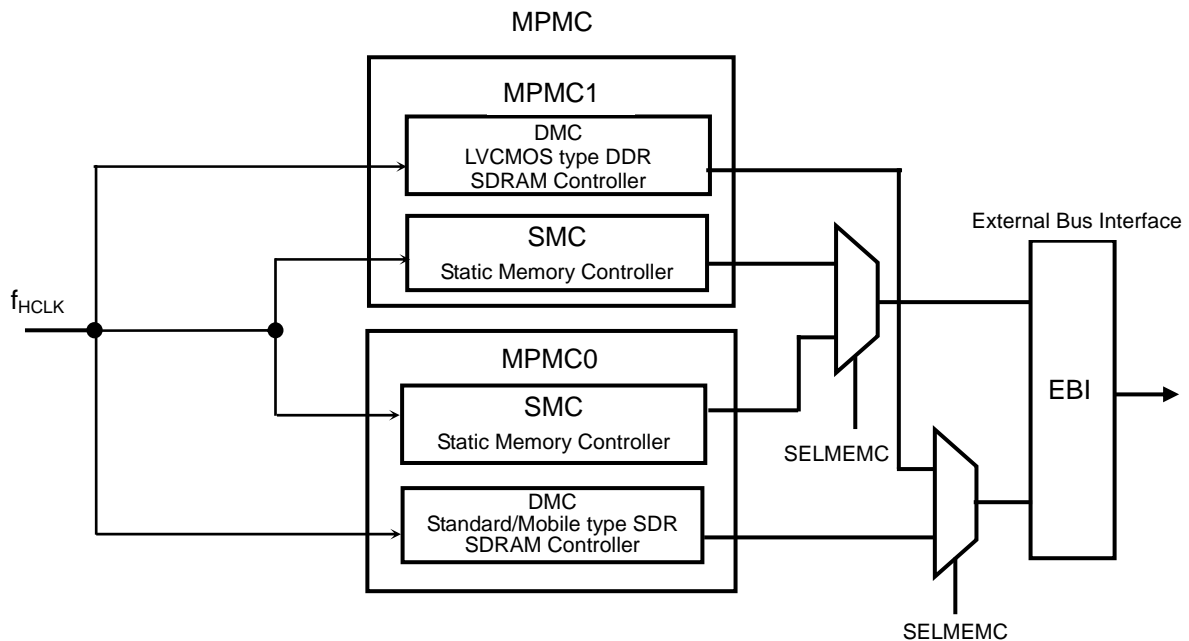 MPMC
MPMC1
DMC
LVCMOS type DDR
SDRAM Controller
SMC
Static Memory Controller
External Bus Interface
fHCLK
MPMC0
SMC
Static Memory Controller
EBI
SELMEMC
DMC
Standard/Mobile type SDR
SDRAM Controller
SELMEMC